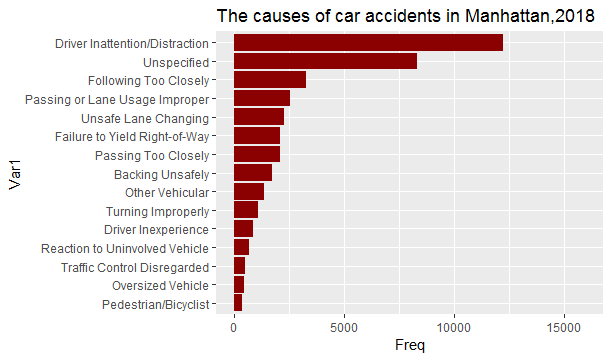 The causes of car accidents in Manhattan,2018
Driver Inattention/Distraction
Unspecified
Following Too Closely
Passing or Lane Usage Improper
Unsafe Lane Changing
Failure to Yield Right-of-Way
Passing Too Closely
Backing Unsafely
Other Vehicular
Turning Improperly
Driver Inexperience
Reaction to Uninvolved Vehicle
Traffic Control Disregarded
Oversized Vehicle
Pedestrian/Bicyclist
Var1
0 5000 10000 15000
Freq